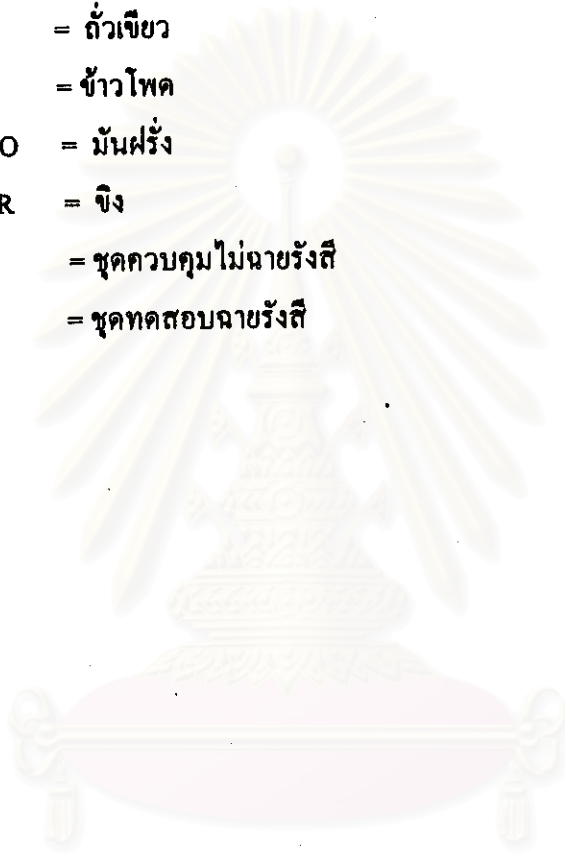 = ถั่วเขียว
= ข้าวโพด
O = มันฝรั่ง
R = ขิง
= ชุดควบคุมไม่ฉายรังสี
= ชุดทดสอบฉายรังสี